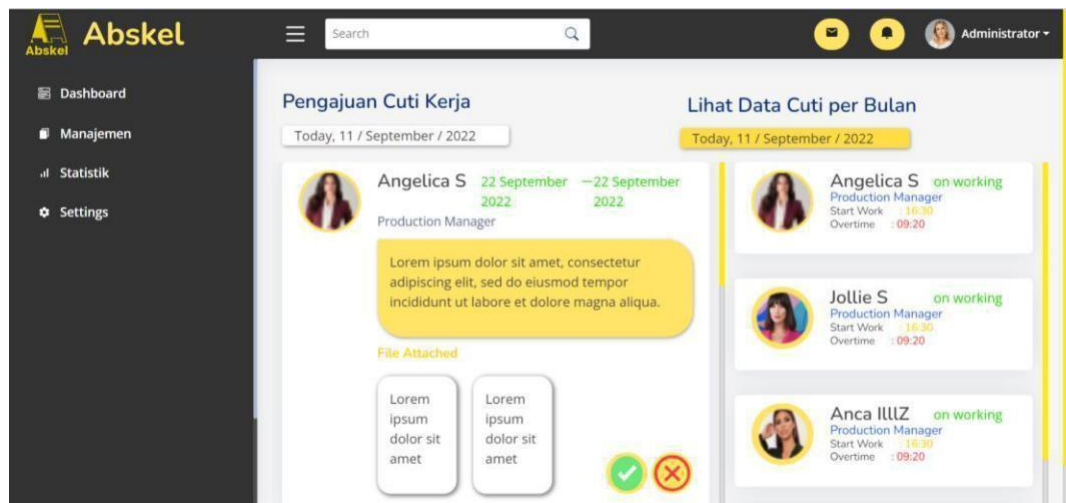 Abskel
Abskel
Search
Administrator
Dashboard
Manajemen
Statistik
Settings
Pengajuan Cuti Kerja
Today, 11 / September / 2022
Angelica S
22 September 2022
—22 September 2022
Production Manager
Lorem ipsum dolor sit amet, consectetur
adipiscing elit, sed do eiusmod tempor
incididunt ut labore et dolore magna aliqua.
File Attached
Lorem
ipsum
dolor sit
amet
Lorem
ipsum
dolor sit
amet
Lihat Data Cuti per Bulan
Today, 11 / September / 2022
Angelica S on working
Production Manager
Start Work : 16:30
Overtime : 09:20
Jollie S on working
Production Manager
Start Work : 16:30
Overtime : 09:20
Anca IlllZ on working
Production Manager
Start Work : 16:30
Overtime : 09:20